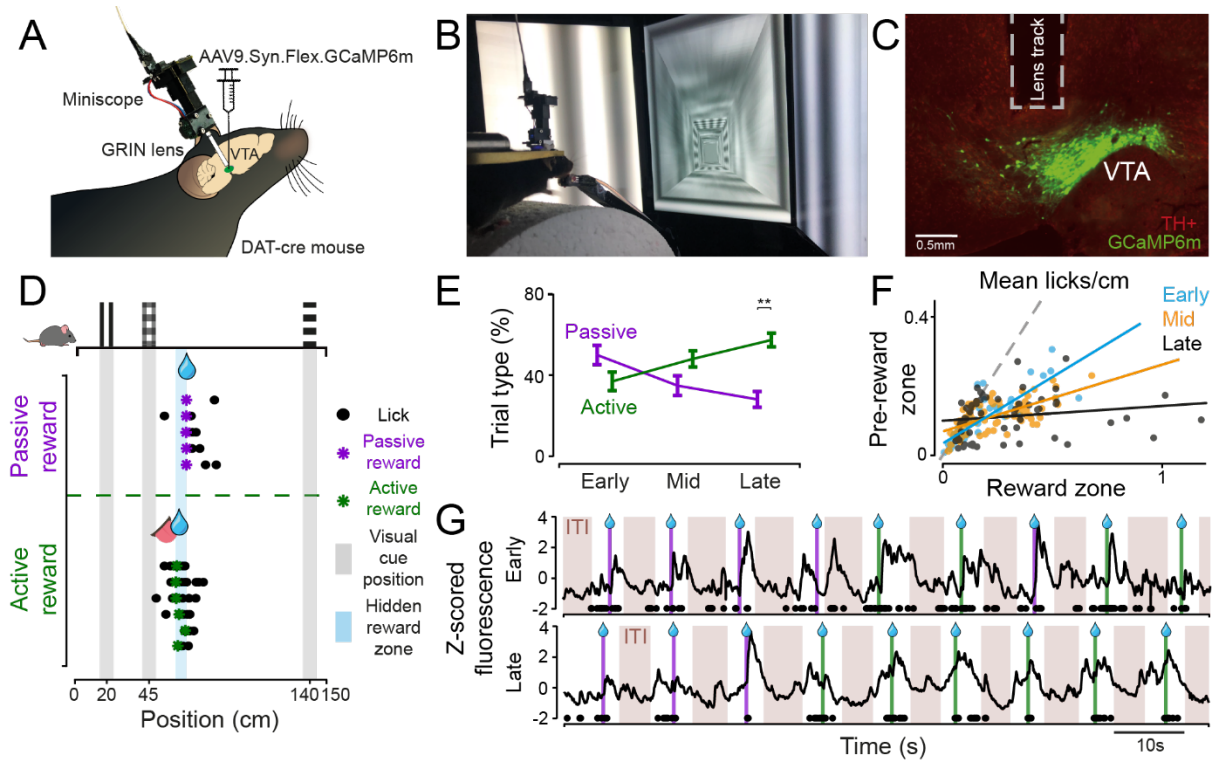 A
AAV9.Syn.Flex.GCaMP6m
Miniscope
GRIN lens
VTA
DAT-cre mouse
B
C
Lens track
VTA
TH+
GCaMP6m
0.5mm
D
Passive
reward
Active
reward
Lick
Passive
reward
Active
reward
Visual
cue
position
Hidden
reward
zone
0
20
45
140
150
Position (cm)
E
80
40
0
Trial type (%)
Passive
Active
**
Early
Mid
Late
F
Mean licks/cm
Early
Mid
Late
0.4
0
Pre-reward
zone
0
1
Reward zone
G
Z-scored
fluorescence
Early
4
2
0
-2
ITI
Late
4
2
0
-2
ITI
Time (s)
10s